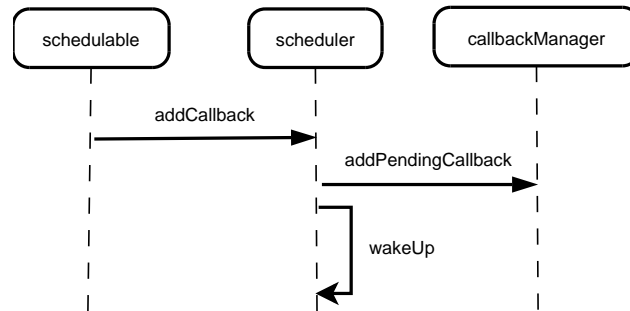 schedulable
scheduler
callbackManager
addCallback
addPendingCallback
wakeUp